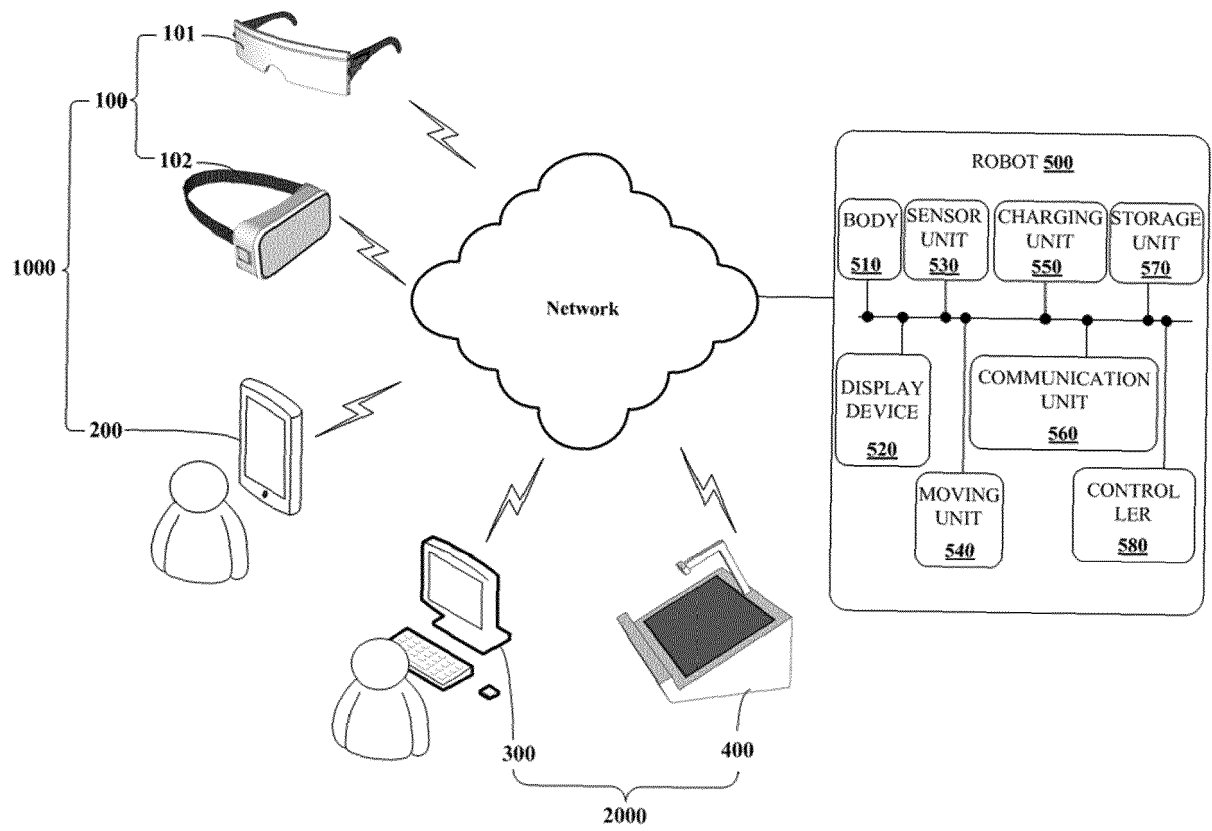 101
100
102
1000
200
Network
300
400
2000
ROBOT 500
BODY
510
SENSOR
UNIT
530
CHARGING
UNIT
550
STORAGE
UNIT
570
DISPLAY
DEVICE
520
COMMUNICATION
UNIT
560
MOVING
UNIT
540
CONTROL
LER
580